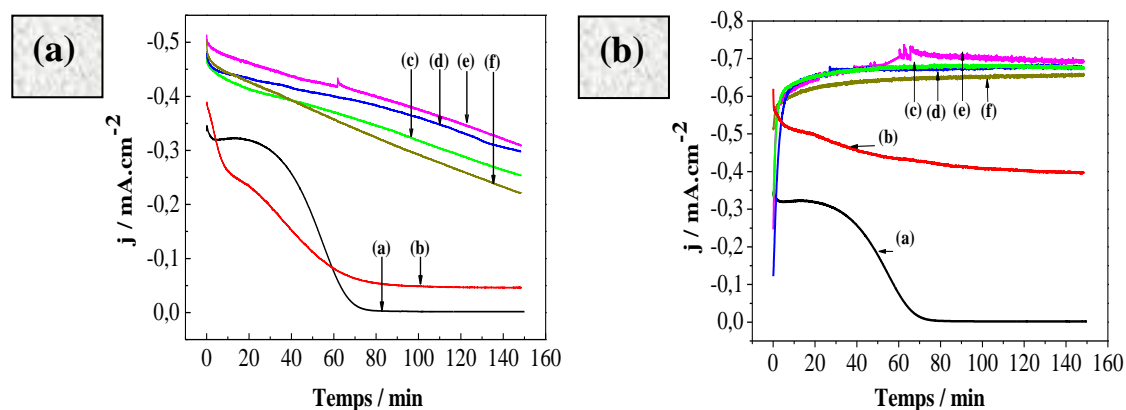 (a)
j / mA.cm-2
-0,5
-0,4
-0,3
-0,2
-0,1
0,0
(c) (d) (e) (f)
(a) (b)
0 20 40 60 80 100 120 140 160
Temps / min
(b)
j / mA.cm-2
-0,8
-0,7
-0,6
-0,5
-0,3
-0,2
-0,1
0,0
(c) (d) (e) (f)
(b)
(a)
0 20 40 60 80 100 120 140 160
Temps / min